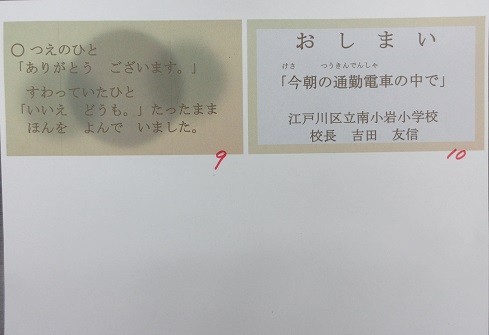 ○ つえのひと
「ありがとう　ございます。」
すわっていたひと
「いいえ　どうも。」たったまま
ほんを　よんで　いました。
9
おしまい
けさ　つうきんでんしゃ
「今朝の通勤電車の中で」
江戸川区立南小岩小学校
校長　吉田　友信
10